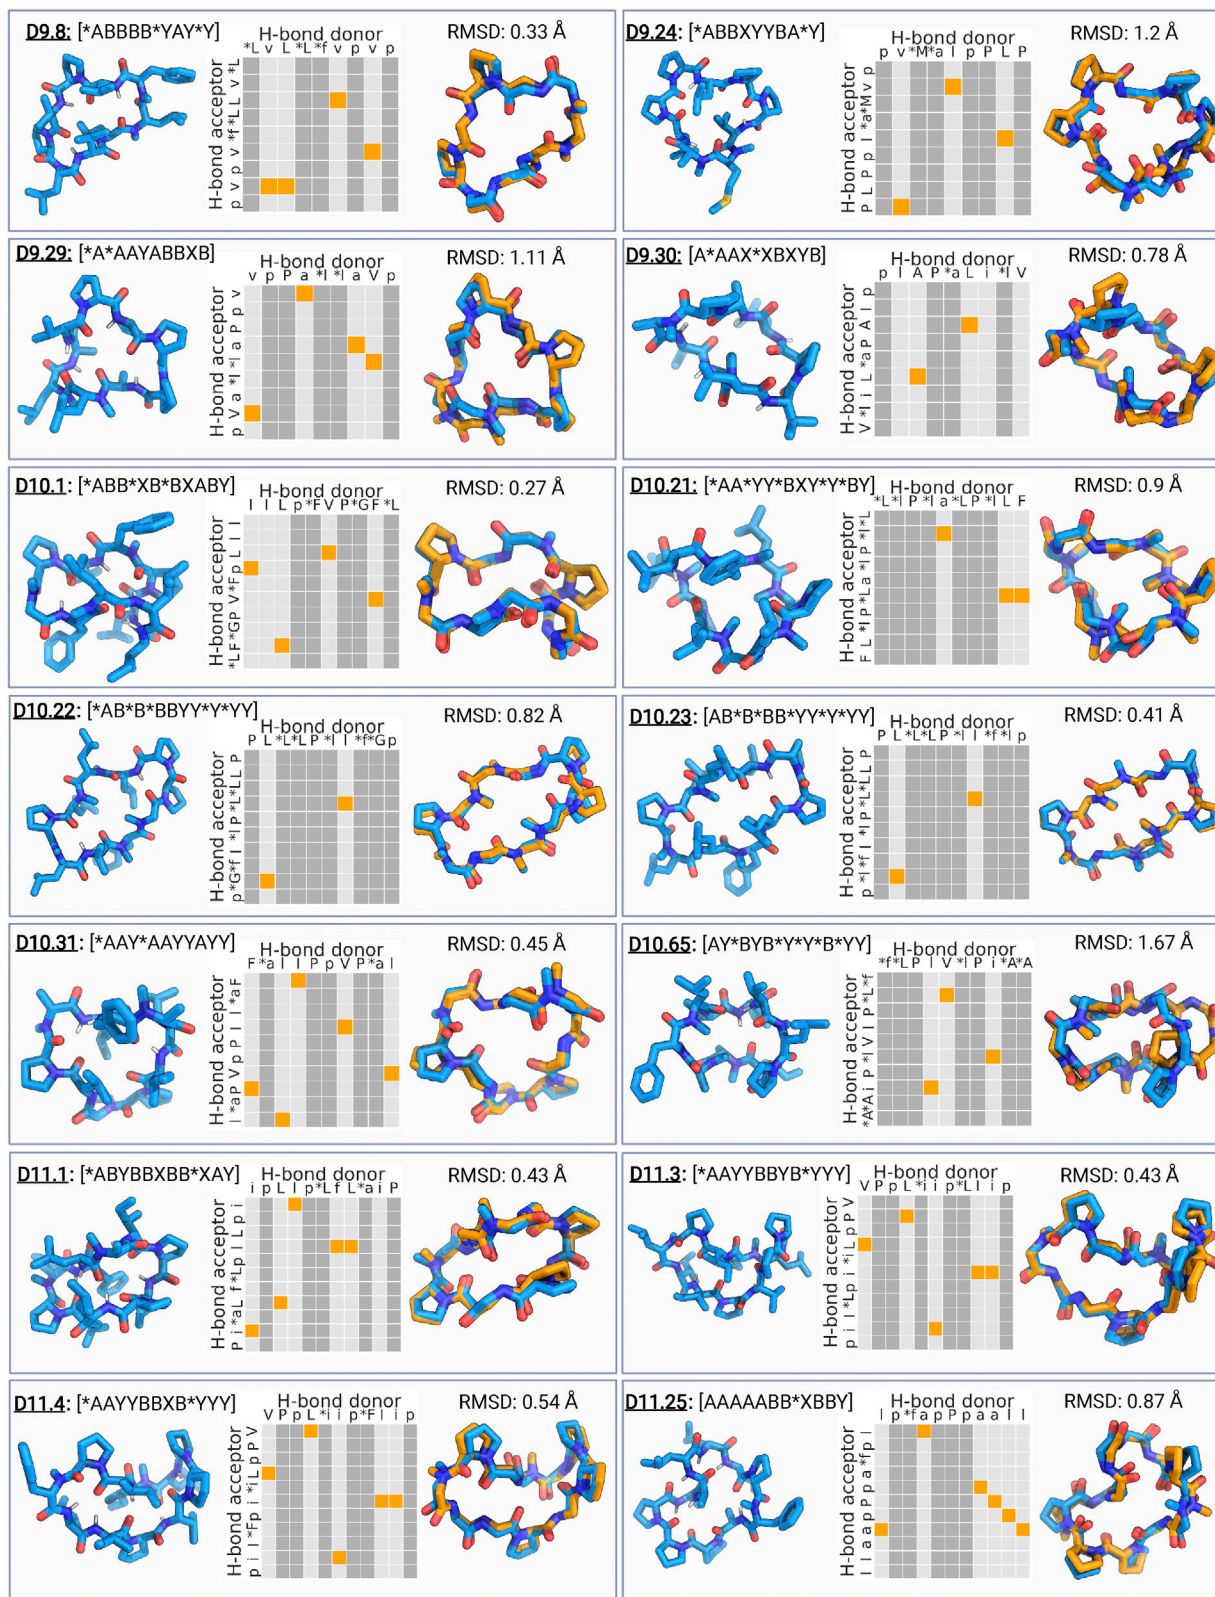 D9.8: [*ABBBB*YAY*Y]
H-bond donor
*L v L *L *f v p v p
H-bond acceptor
p v p v *f *L L v *L
RMSD: 0.33 Å
D9.24: [*ABBXYYBA*Y]
H-bond donor
p v *M *a I p P L P
H-bond acceptor
P L P p I *a *M v p
RMSD: 1.2 Å
D9.29: [*A*AAYABBXB]
H-bond donor
v p P a *I *I a V p
H-bond acceptor
p V a *I *I a P p v
RMSD: 1.11 Å
D9.30: [A*AAX*XBXYB]
H-bond donor
p I A P *a L i *I V
H-bond acceptor
V *I i L *a P A I p
RMSD: 0.78 Å
D10.1: [*ABB*XB*BXABY]
H-bond donor
I I L p *F V P *G F *L
H-bond acceptor
*L F *G P V *F p L I I
RMSD: 0.27 Å
D10.21: [*AA*YY*BXY*Y*BY]
H-bond donor
*L *I P *I a *L P *I L F
H-bond acceptor
F L *I P *L a *I P *I *L
RMSD: 0.9 Å
D10.22: [*AB*B*BBYY*Y*YY]
H-bond donor
P L *L *L P *I I *f *G p
H-bond acceptor
p *G *f I *I P *L *L L P
RMSD: 0.82 Å
D10.23: [AB*B*BB*YY*Y*YY]
H-bond donor
P L *L *L P *I I *f *I p
H-bond acceptor
p *I *f I *I P *L *L L P
RMSD: 0.41 Å
D10.31: [*AAY*AAYYAYY]
H-bond donor
F *a I I P p V P *a I
H-bond acceptor
I *a P V p P I I *a F
RMSD: 0.45 Å
D10.65: [AY*BYB*Y*Y*B*YY]
H-bond donor
*f *L P I V *I P i *A *A
H-bond acceptor
*A *A i P *I V I P *L *f
RMSD: 1.67 Å
D11.1: [*ABYBBXBB*XAY]
H-bond donor
i p L I p *L f L *a i P
H-bond acceptor
P i *a L f *L p I L p i
RMSD: 0.43 Å
D11.3: [*AAYYBBYB*YYY]
H-bond donor
V P p L *i i p *L I i p
H-bond acceptor
p i I *L p i *i L p P V
RMSD: 0.43 Å
D11.4: [*AAYYBBXB*YYY]
H-bond donor
V P p L *i i p *F I i p
H-bond acceptor
p i I *F p i *i L p P V
RMSD: 0.54 Å
D11.25: [AAAAABB*XBBY]
H-bond donor
I p *f a p P p a a I I
H-bond acceptor
I I a a p P p a *f p I
RMSD: 0.87 Å